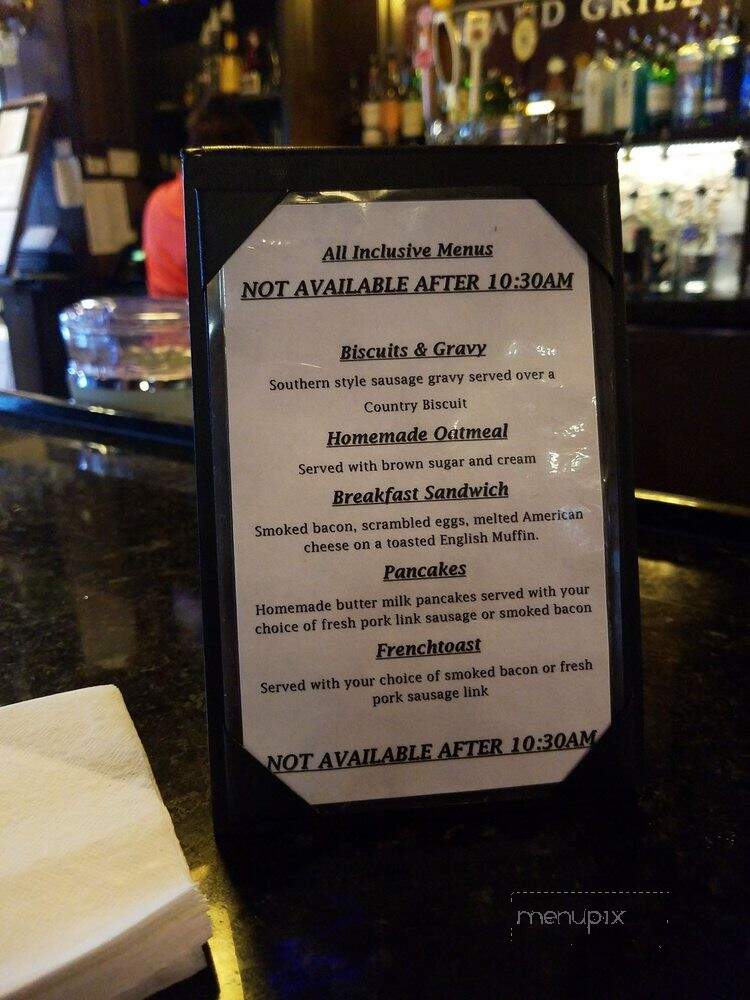 AND GRILL
All Inclusive Menus
NOT AVAILABLE AFTER 10:30AM
Biscuits & Gravy
Southern style sausage gravy served over a
Country Biscuit
Homemade Oatmeal
Served with brown sugar and cream
Breakfast Sandwich
Smoked bacon, scrambled eggs, melted American
cheese on a toasted English Muffin.
Pancakes
Homemade butter milk pancakes served with your
choice of fresh pork link sausage or smoked bacon
Frenchtoast
Served with your choice of smoked bacon or fresh
pork sausage link
NOT AVAILABLE AFTER 10:30AM
menupix